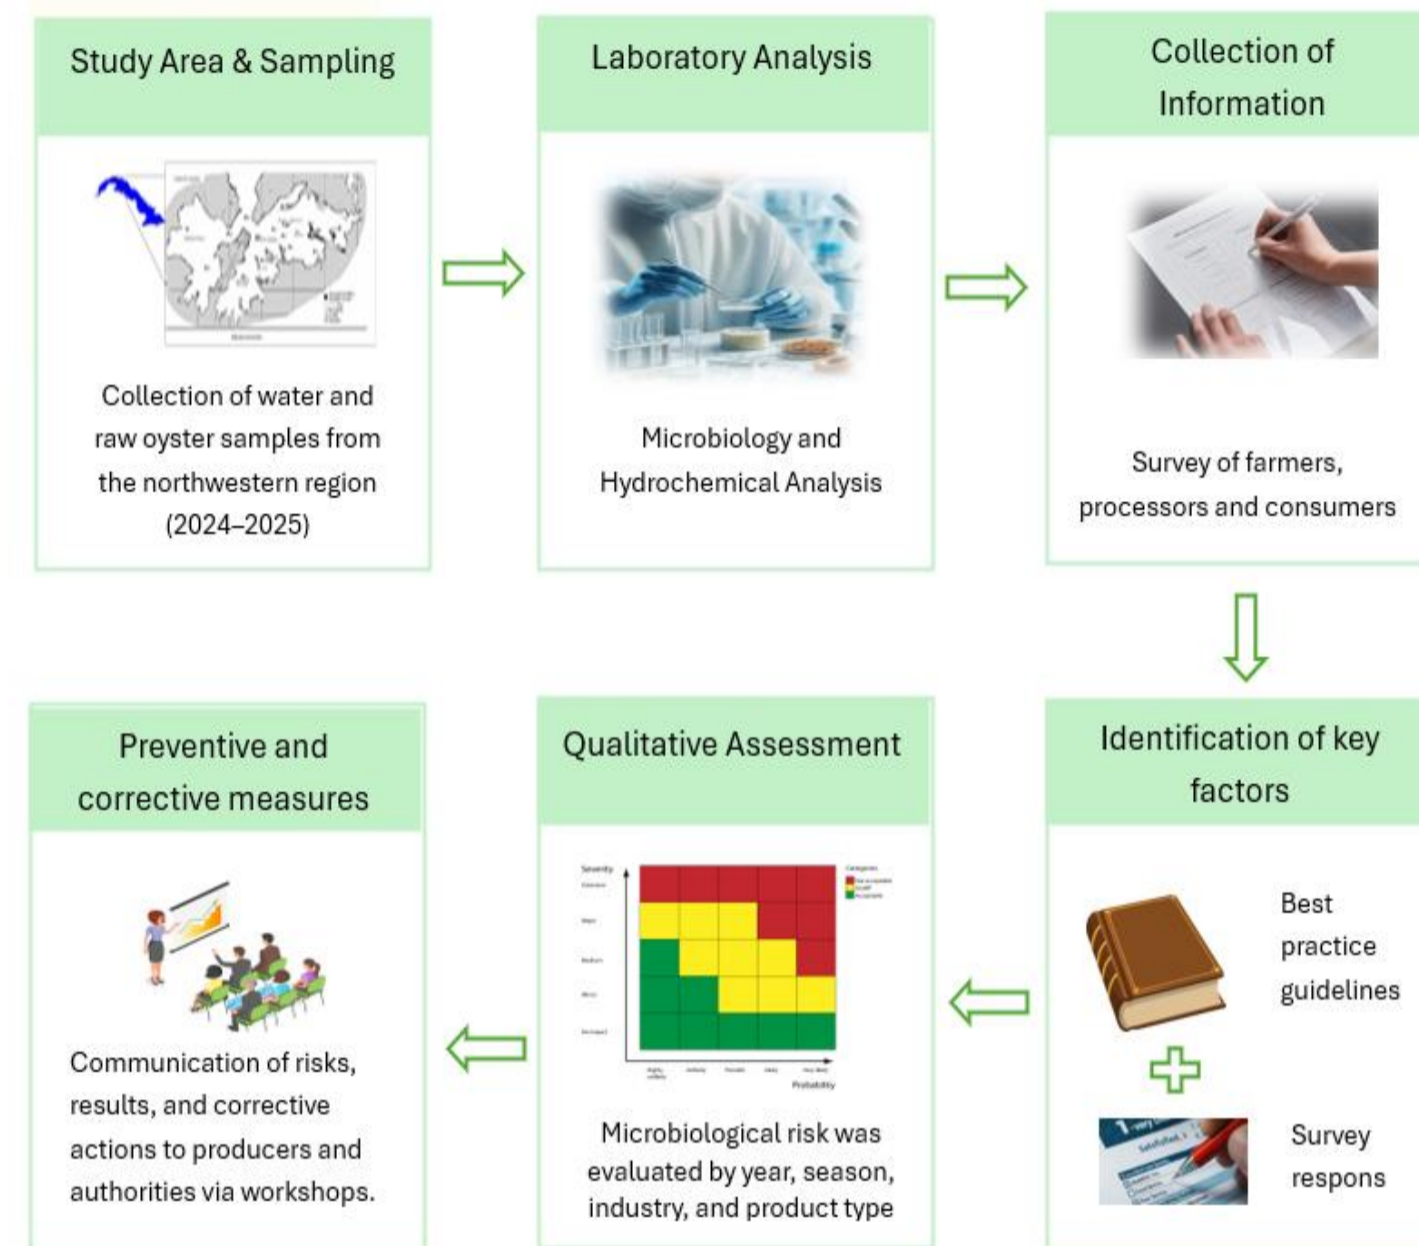 Study Area & Sampling
Collection of water and
raw oyster samples from
the northwestern region
(2024–2025)
Laboratory Analysis
Microbiology and
Hydrochemical Analysis
Collection of
Information
Survey of farmers,
processors and consumers
Identification of key
factors
Best
practice
guidelines
Survey
respons
Qualitative Assessment
Severity
Categories
Probability
Microbiological risk was
evaluated by year, season,
industry, and product type
Preventive and
corrective measures
Communication of risks,
results, and corrective
actions to producers and
authorities via workshops.